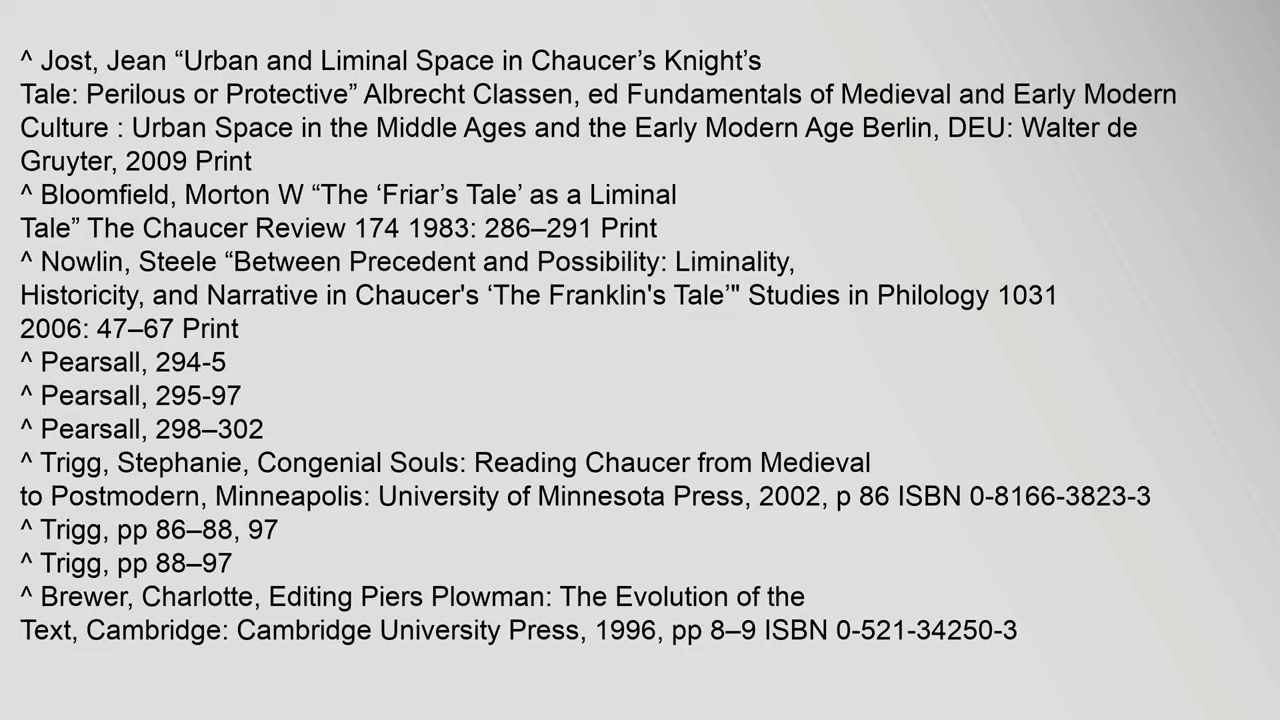 ^ Jost, Jean “Urban and Liminal Space in Chaucer’s Knight’s
Tale: Perilous or Protective” Albrecht Classen, ed Fundamentals of Medieval and Early Modern
Culture : Urban Space in the Middle Ages and the Early Modern Age Berlin, DEU: Walter de
Gruyter, 2009 Print
^ Bloomfield, Morton W “The ‘Friar’s Tale’ as a Liminal
Tale” The Chaucer Review 174 1983: 286–291 Print
^ Nowlin, Steele “Between Precedent and Possibility: Liminality,
Historicity, and Narrative in Chaucer's ‘The Franklin's Tale’" Studies in Philology 1031
2006: 47–67 Print
^ Pearsall, 294-5
^ Pearsall, 295-97
^ Pearsall, 298–302
^ Trigg, Stephanie, Congenial Souls: Reading Chaucer from Medieval
to Postmodern, Minneapolis: University of Minnesota Press, 2002, p 86 ISBN 0-8166-3823-3
^ Trigg, pp 86–88, 97
^ Trigg, pp 88–97
^ Brewer, Charlotte, Editing Piers Plowman: The Evolution of the
Text, Cambridge: Cambridge University Press, 1996, pp 8–9 ISBN 0-521-34250-3